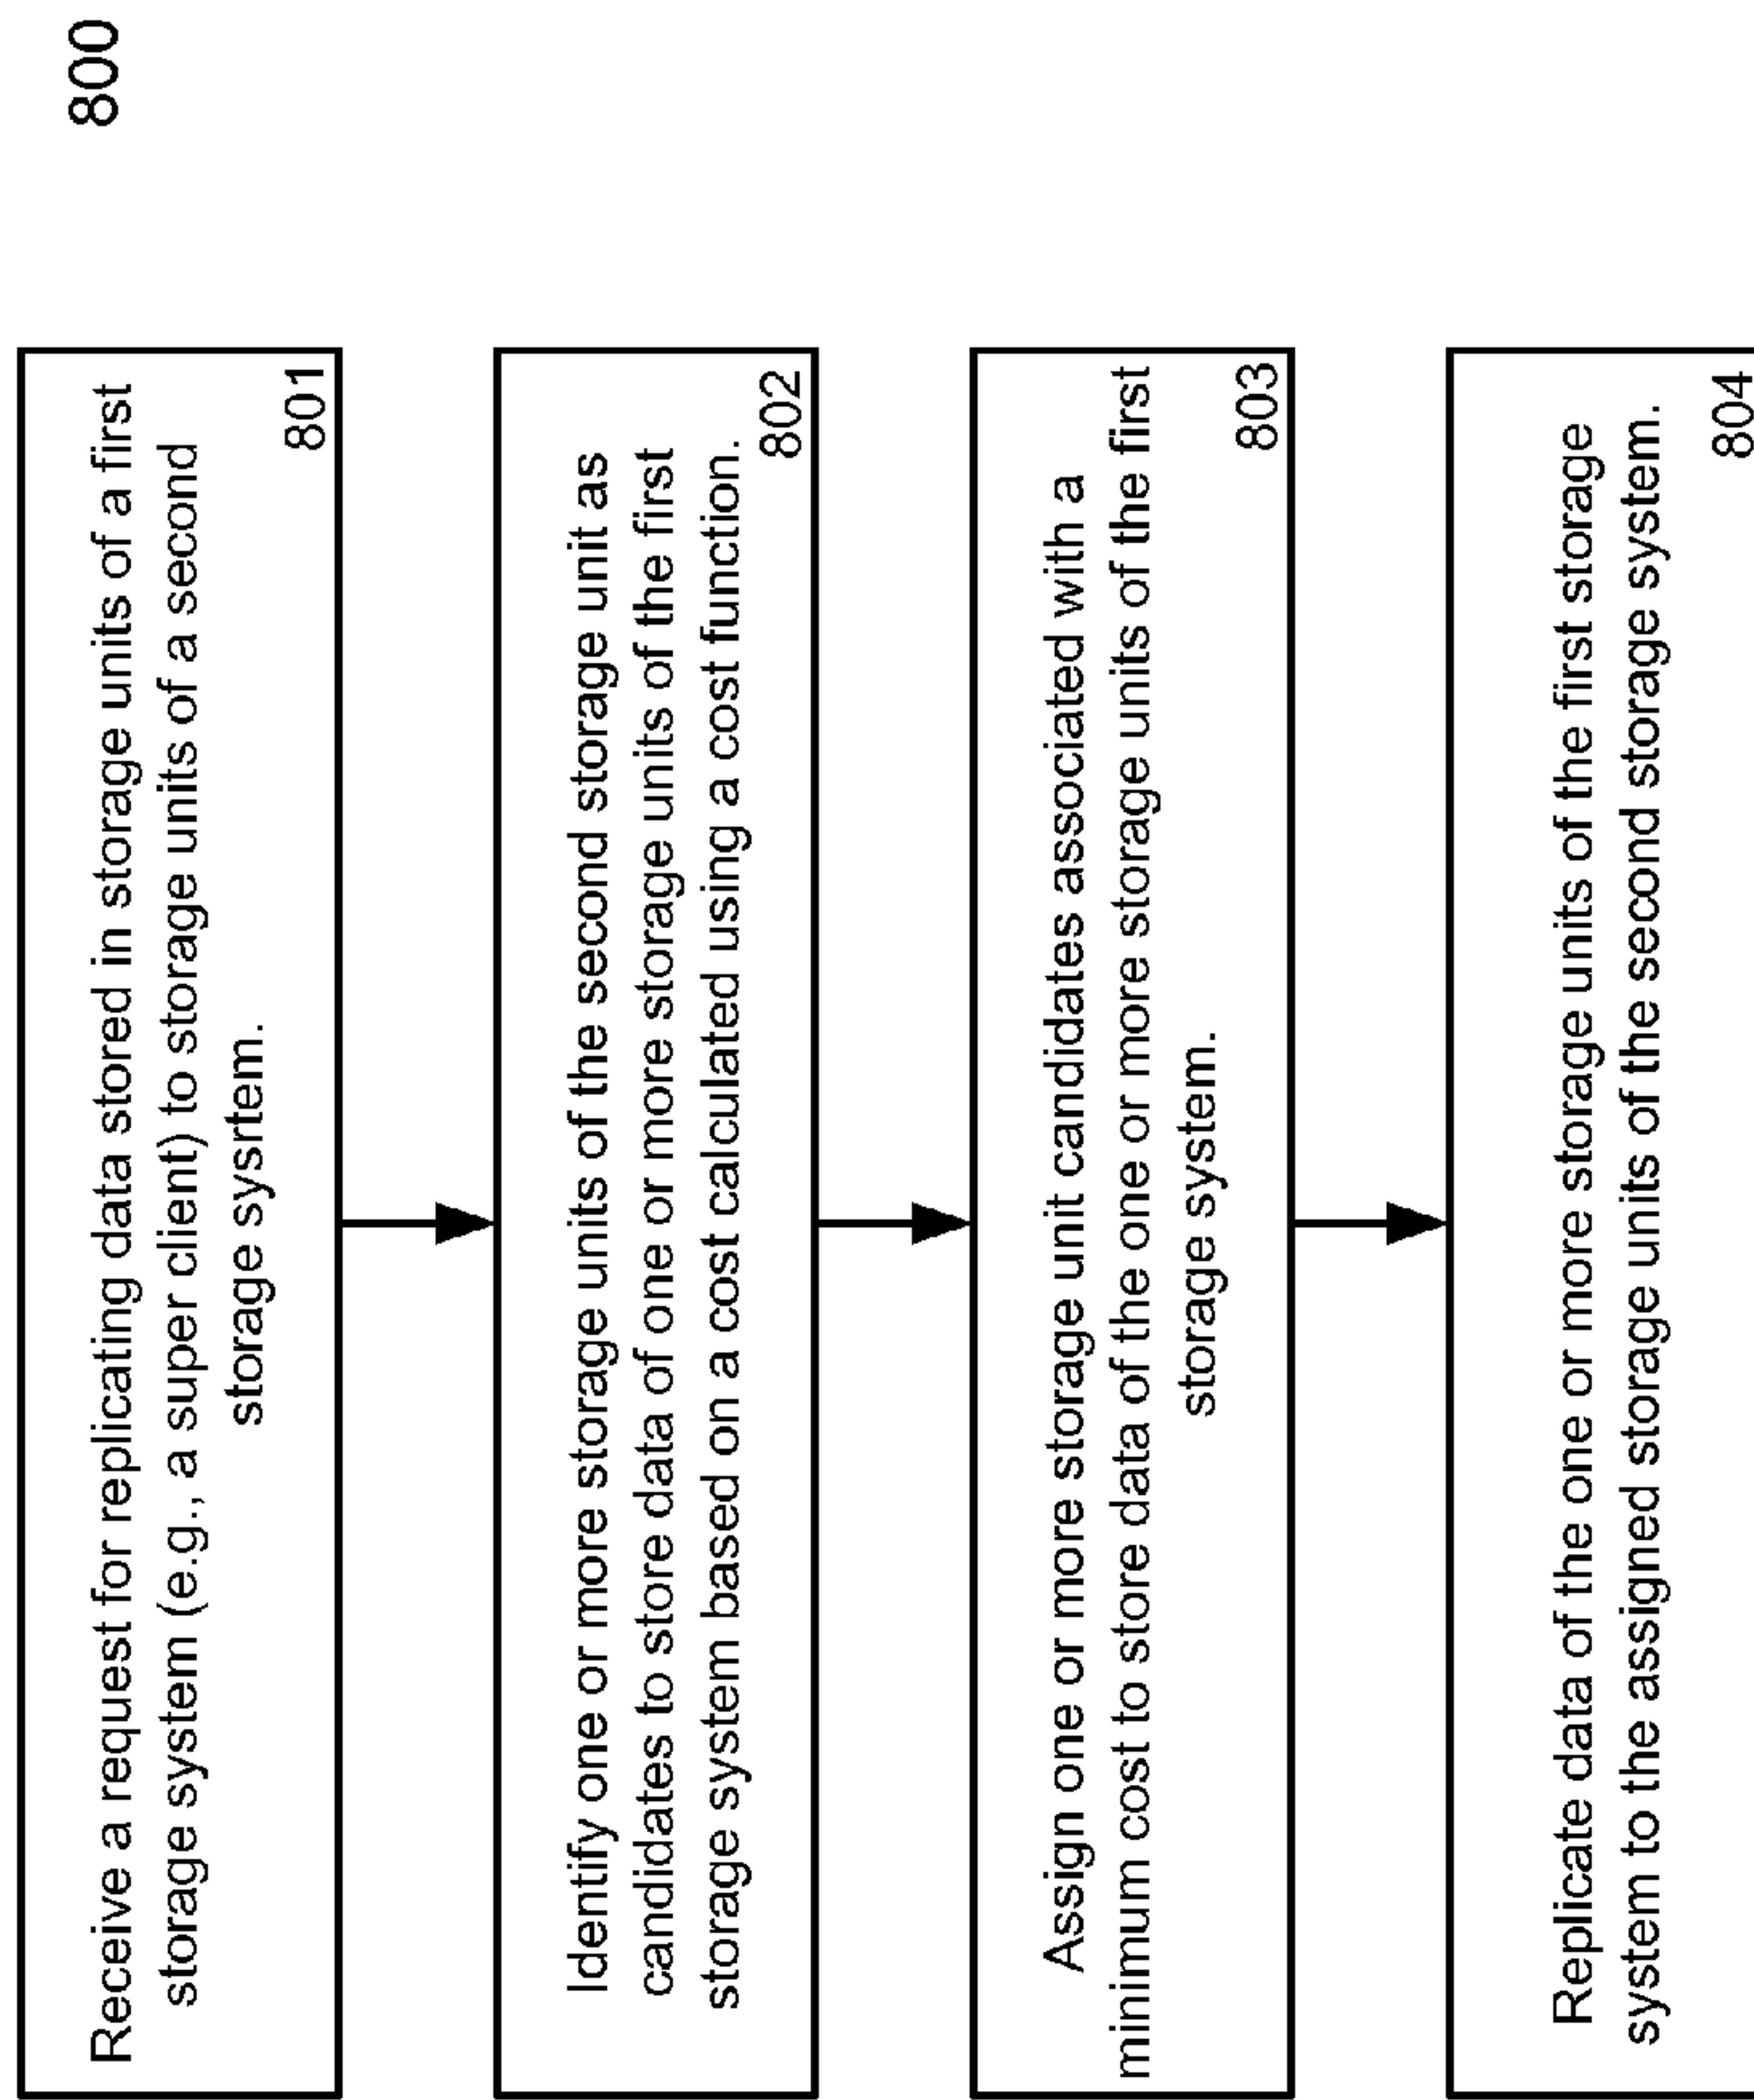 800
Receive a request for replicating data stored in storage units of a first
storage system (e.g., a super client) to storage units of a second
storage sysrtem.
801
Identify one or more storage units of the second storage unit as
candidates to store data of one or more storage units of the first
storage system based on a cost calculated using a cost function.
802
Assign one or more storage unit candidates associated with a
minimum cost to store data of the one or more storage units of the first
storage system.
803
Replicate data of the one or more storage units of the first storage
system to the assigned storage units of the second storage system.
804